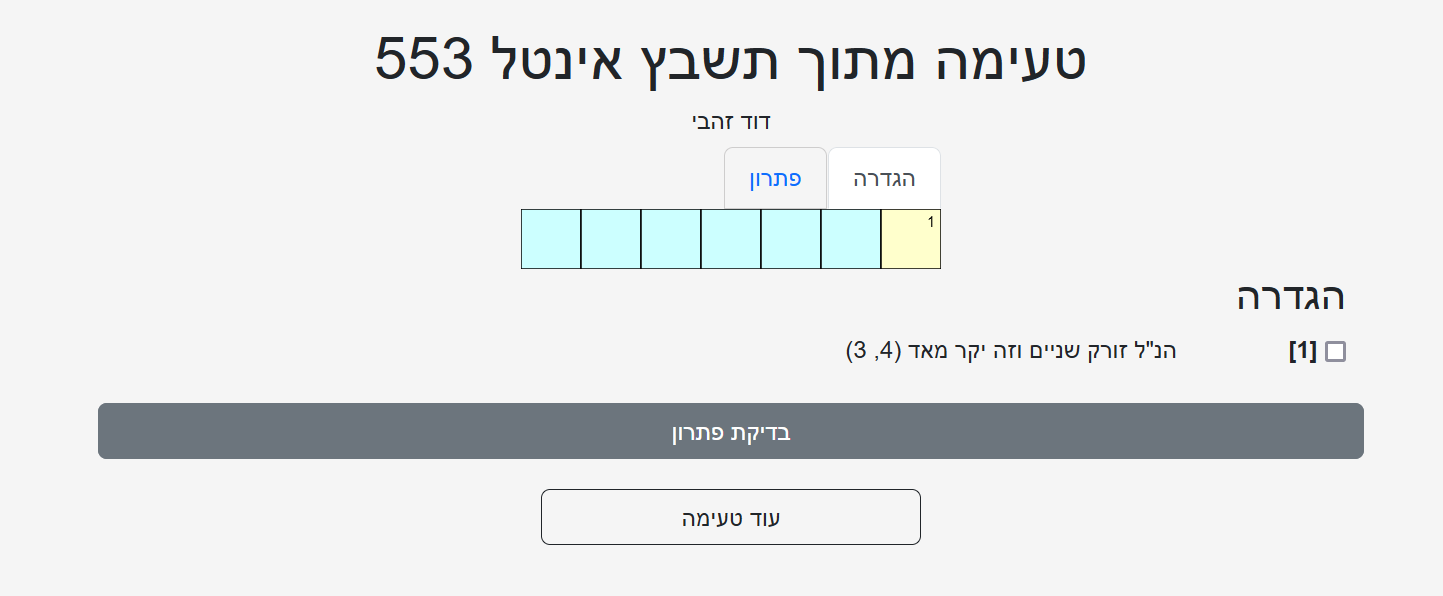 טעימה מתוך תשבץ אינטל 553
דוד זהבי
הגדרה
פתרון
1
הגדרה
[1] הנ"ל זורק שניים וזה יקר מאד (4, 3)
בדיקת פתרון
עוד טעימה